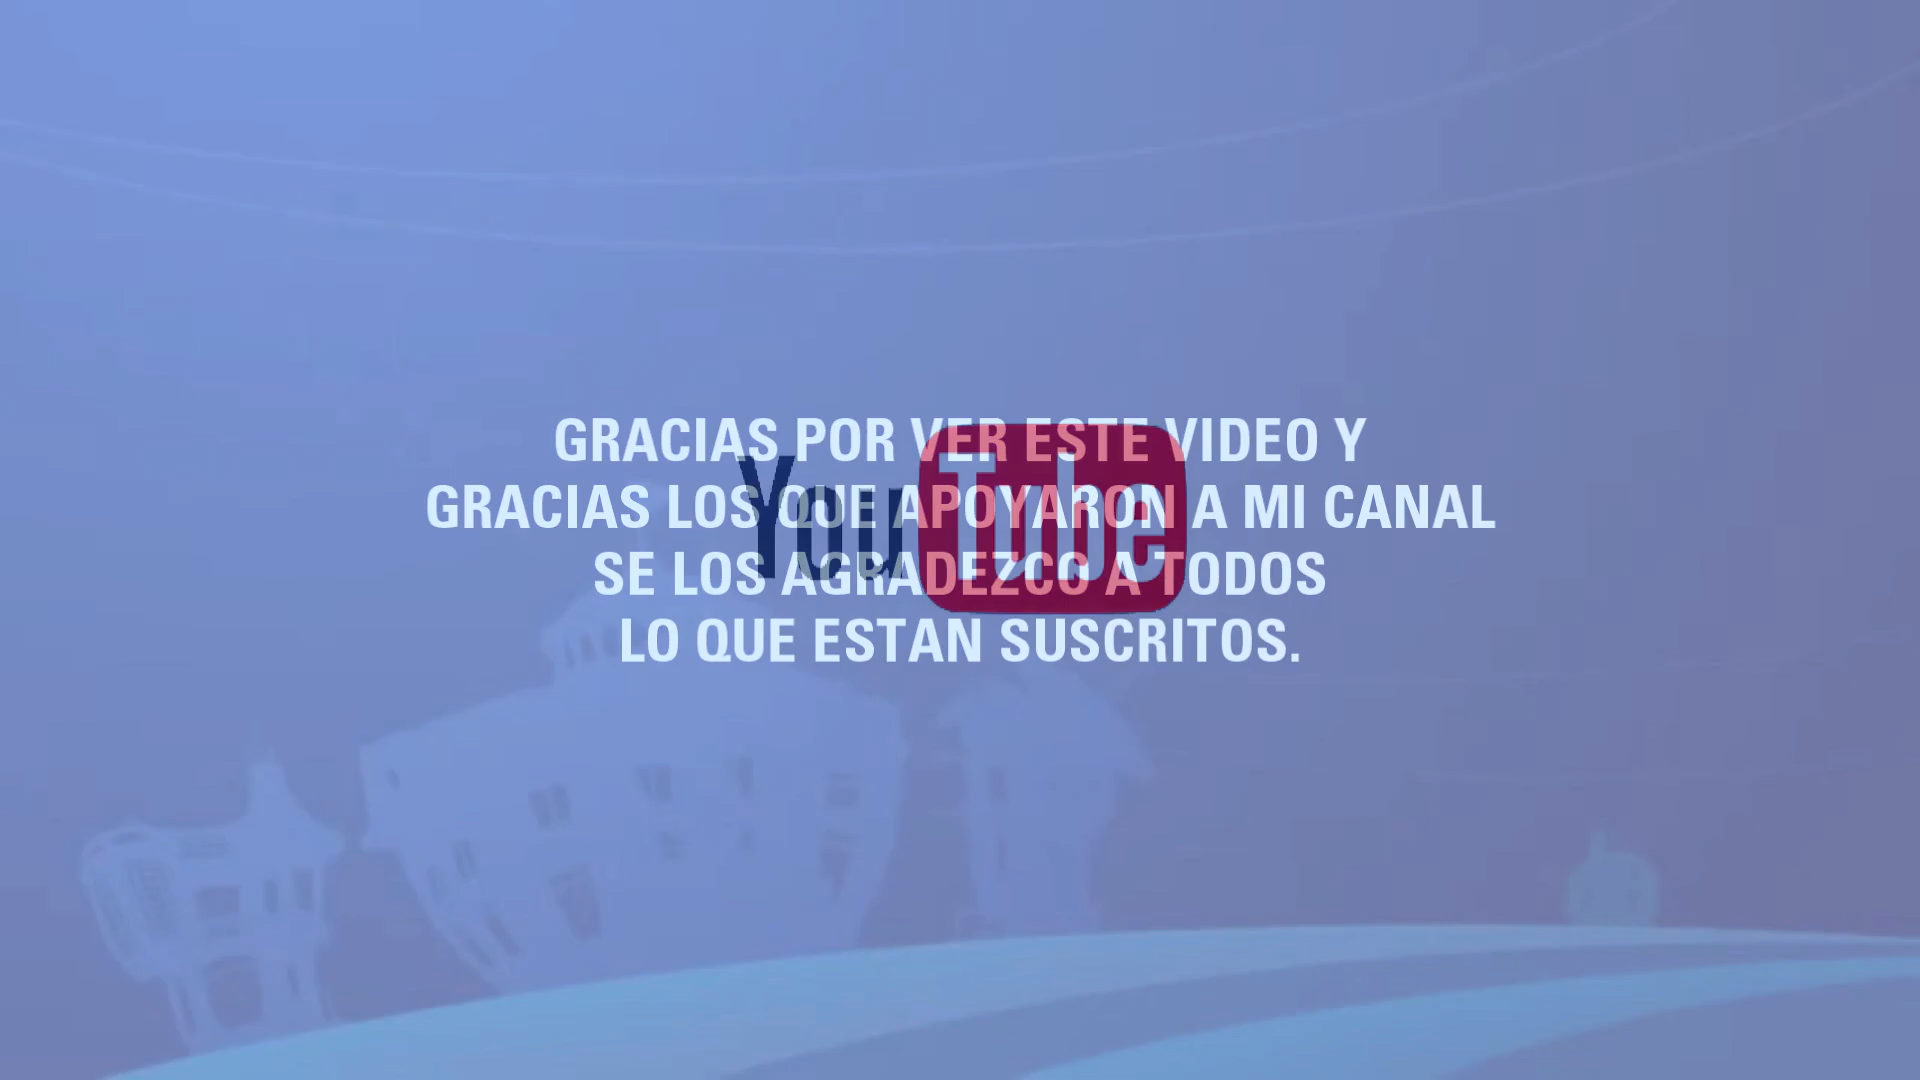 GRACIAS POR VER ESTE VIDEO Y
GRACIAS LOS QUE APOYARON A MI CANAL
SE LOS AGRADEZCO A TODOS
LO QUE ESTAN SUSCRITOS.
YouTube